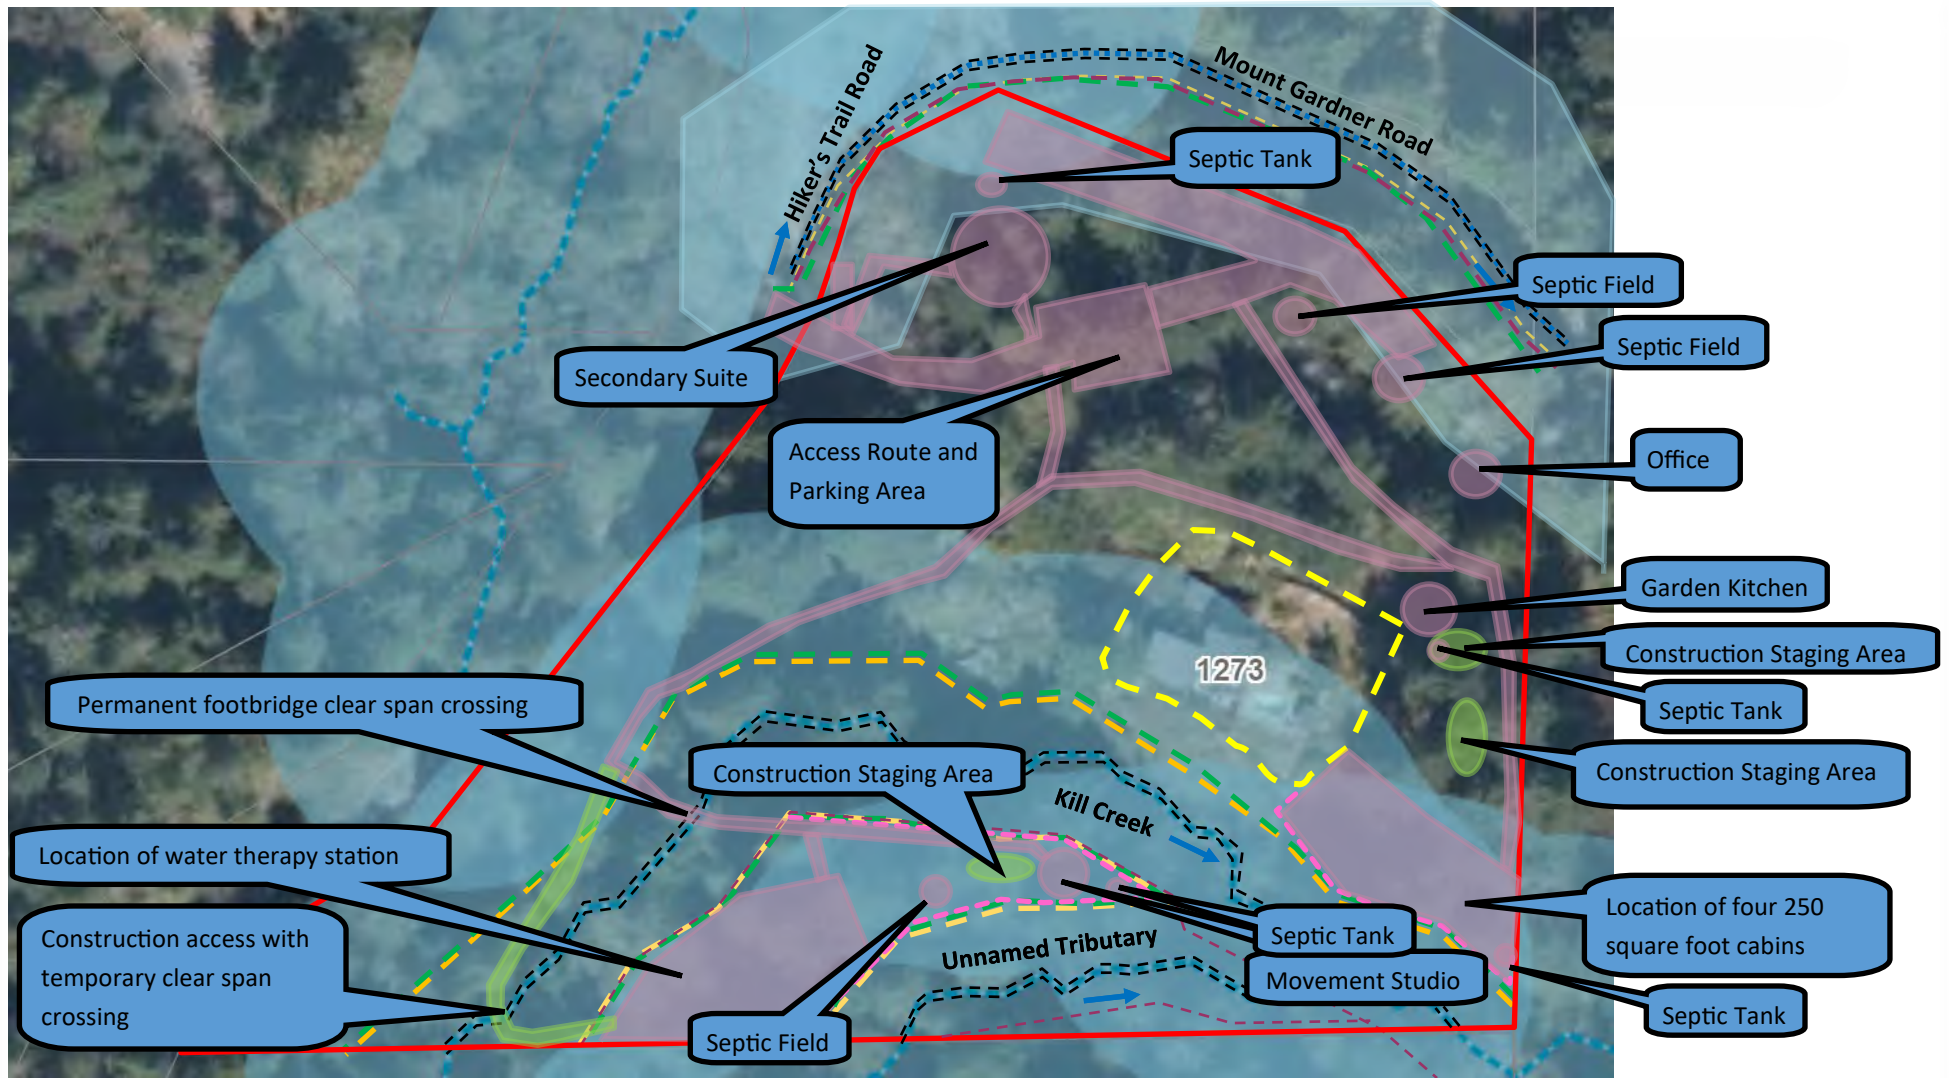 Hiker's Trail Road
Mount Gardner Road
Septic Tank
Septic Field
Septic Field
Secondary Suite
Access Route and
Parking Area
Office
Garden Kitchen
Construction Staging Area
Septic Tank
1273
Permanent footbridge clear span crossing
Construction Staging Area
Construction Staging Area
Kill Creek
Location of water therapy station
Location of four 250
square foot cabins
Construction access with
temporary clear span
crossing
Septic Tank
Unnamed Tributary
Movement Studio
Septic Tank
Septic Field